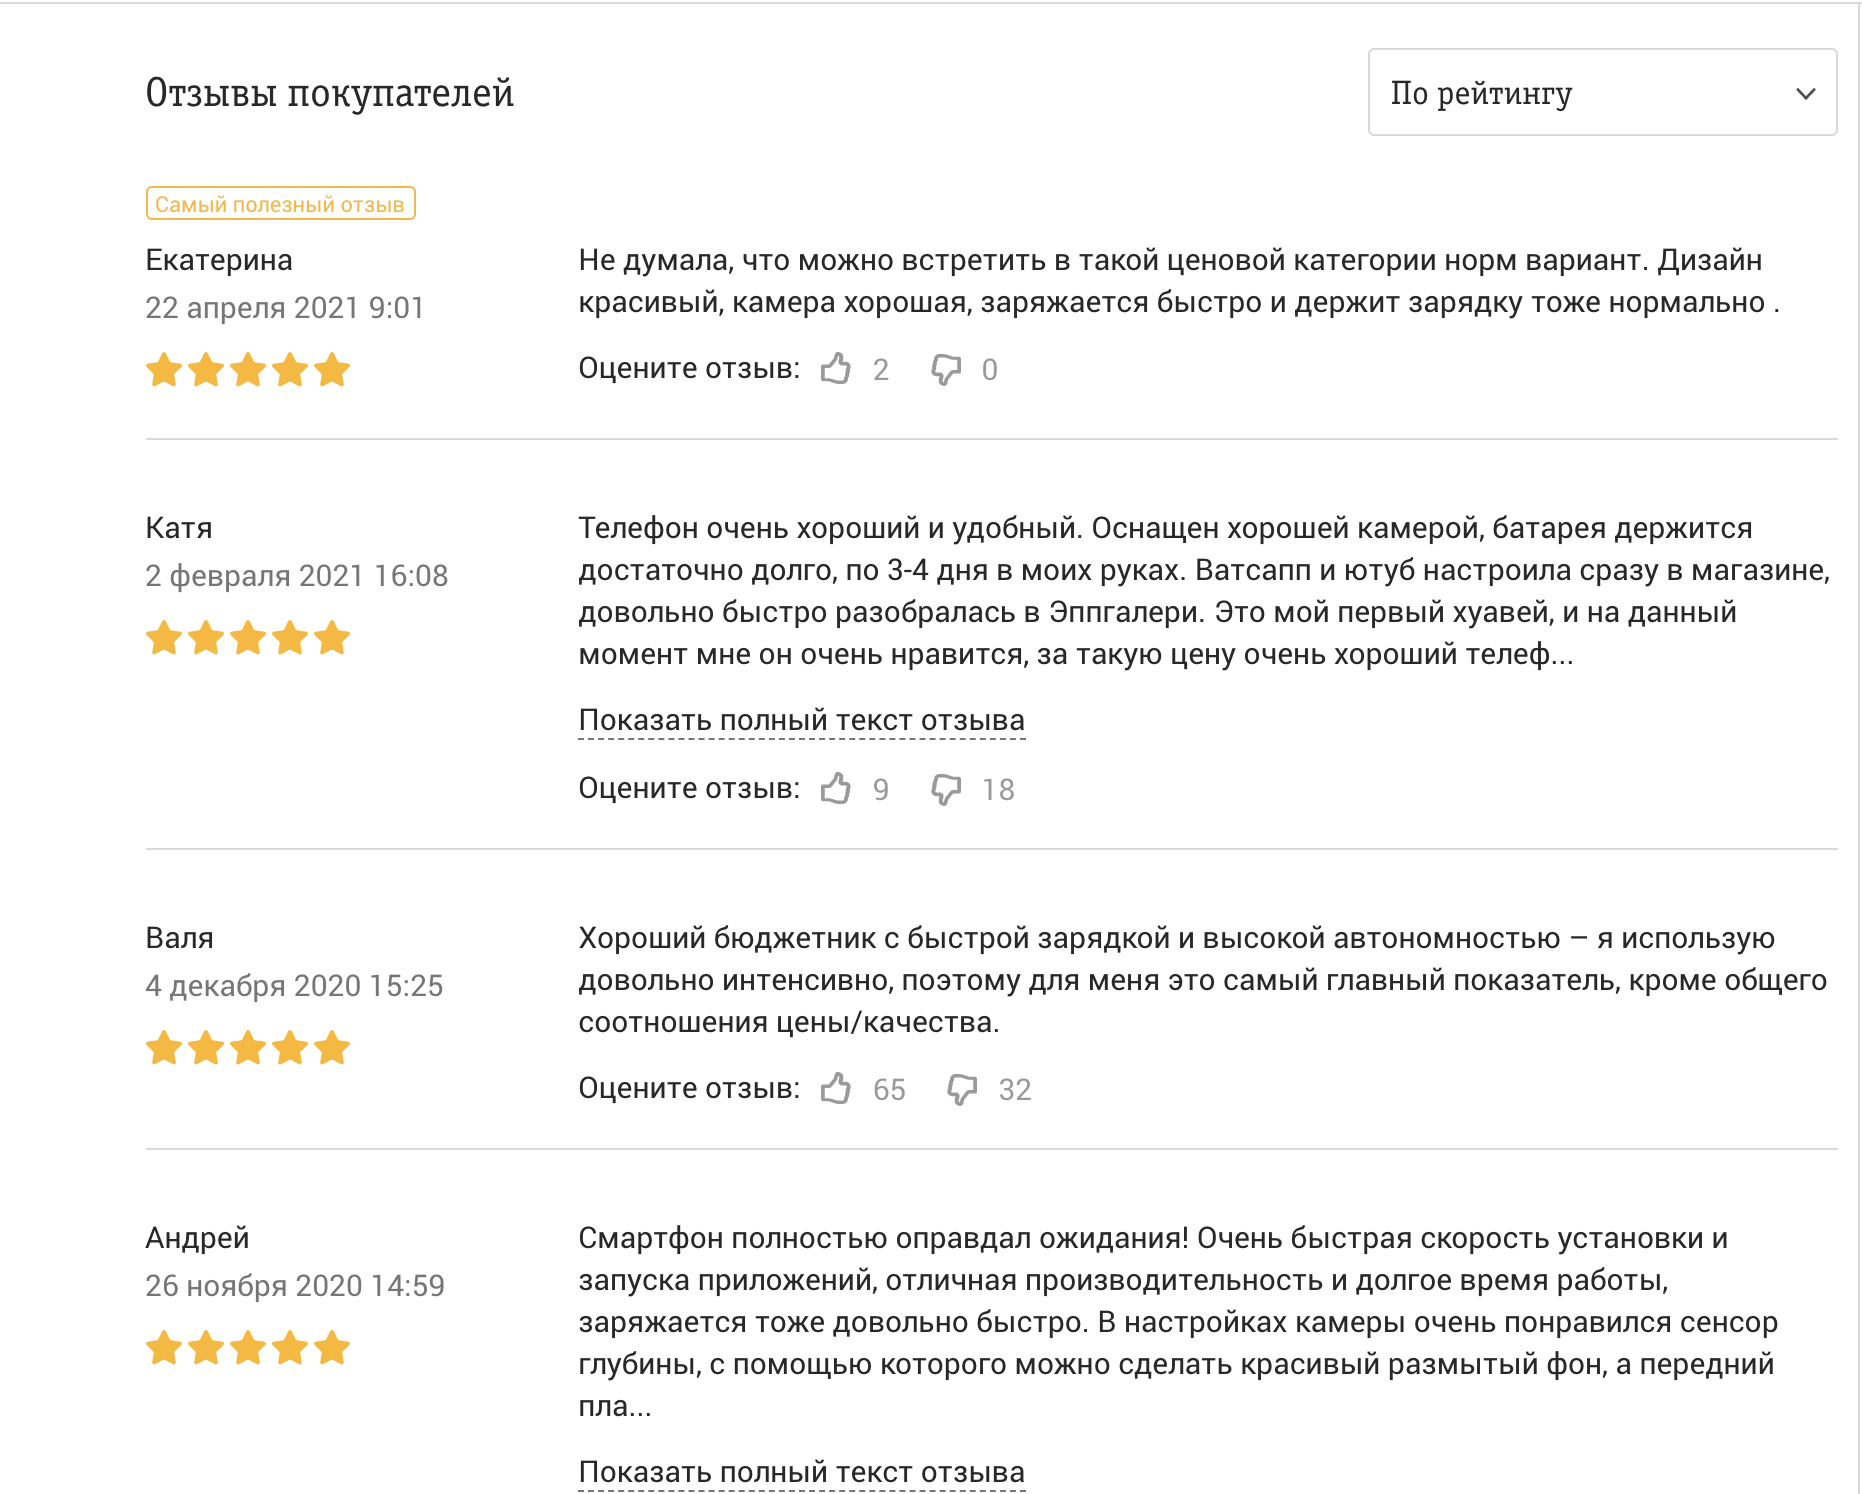 Отзывы покупателей
По рейтингу
Самый полезный отзыв
Екатерина
22 апреля 2021 9:01
Не думала, что можно встретить в такой ценовой категории норм вариант. Дизайн
красивый, камера хорошая, заряжается быстро и держит зарядку тоже нормально .
Оцените отзыв: 2 0
Катя
2 февраля 2021 16:08
Телефон очень хороший и удобный. Оснащен хорошей камерой, батарея держится
достаточно долго, по 3-4 дня в моих руках. Ватсапп и ютуб настроила сразу в магазине,
довольно быстро разобралась в Эппгалери. Это мой первый хуавей, и на данный
момент мне он очень нравится, за такую цену очень хороший телеф...
Показать полный текст отзыва
Оцените отзыв: 9 18
Валя
4 декабря 2020 15:25
Хороший бюджетник с быстрой зарядкой и высокой автономностью – я использую
довольно интенсивно, поэтому для меня это самый главный показатель, кроме общего
соотношения цены/качества.
Оцените отзыв: 65 32
Андрей
26 ноября 2020 14:59
Смартфон полностью оправдал ожидания! Очень быстрая скорость установки и
запуска приложений, отличная производительность и долгое время работы,
заряжается тоже довольно быстро. В настройках камеры очень понравился сенсор
глубины, с помощью которого можно сделать красивый размытый фон, а передний
пла...
Показать полный текст отзыва